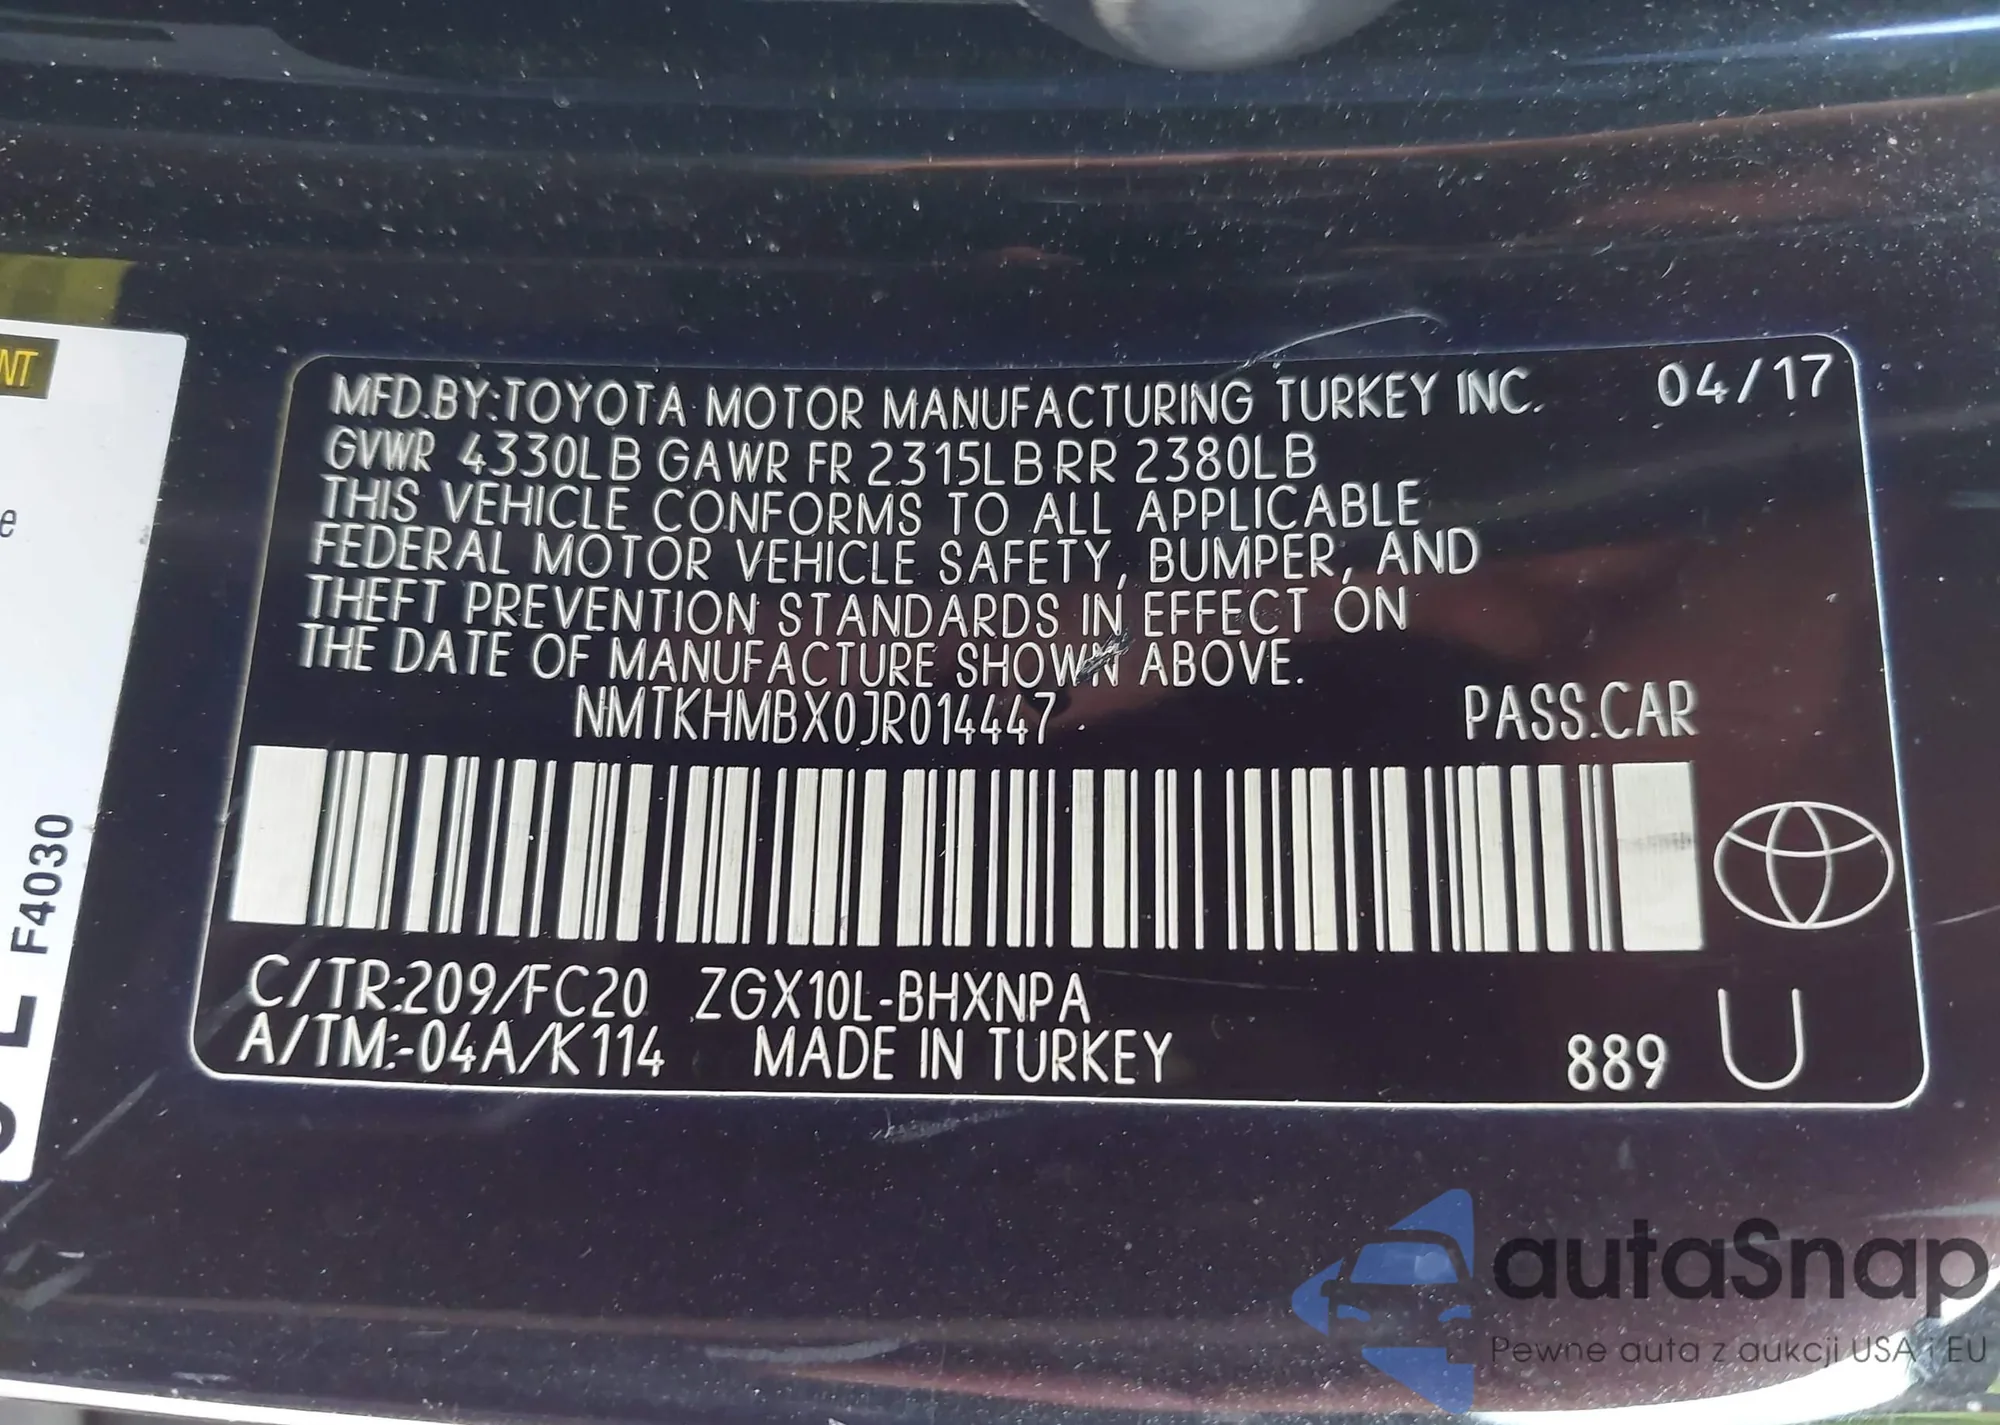 NT
e
F4030
MFD.BY:TOYOTA MOTOR MANUFACTURING TURKEY INC. 04/17
GVWR 4330LB GAWR FR 2315LB RR 2380LB
THIS VEHICLE CONFORMS TO ALL APPLICABLE
FEDERAL MOTOR VEHICLE SAFETY, BUMPER, AND
THEFT PREVENTION STANDARDS IN EFFECT ON
THE DATE OF MANUFACTURE SHOWN ABOVE.
NMTKHMBX0JR014447 PASS.CAR
C/TR:209/FC20 ZGX10L-BHXNPA
A/TM:-04A/K114 MADE IN TURKEY 889 U
autaSnap
Pewne auta z aukcji USA i EU